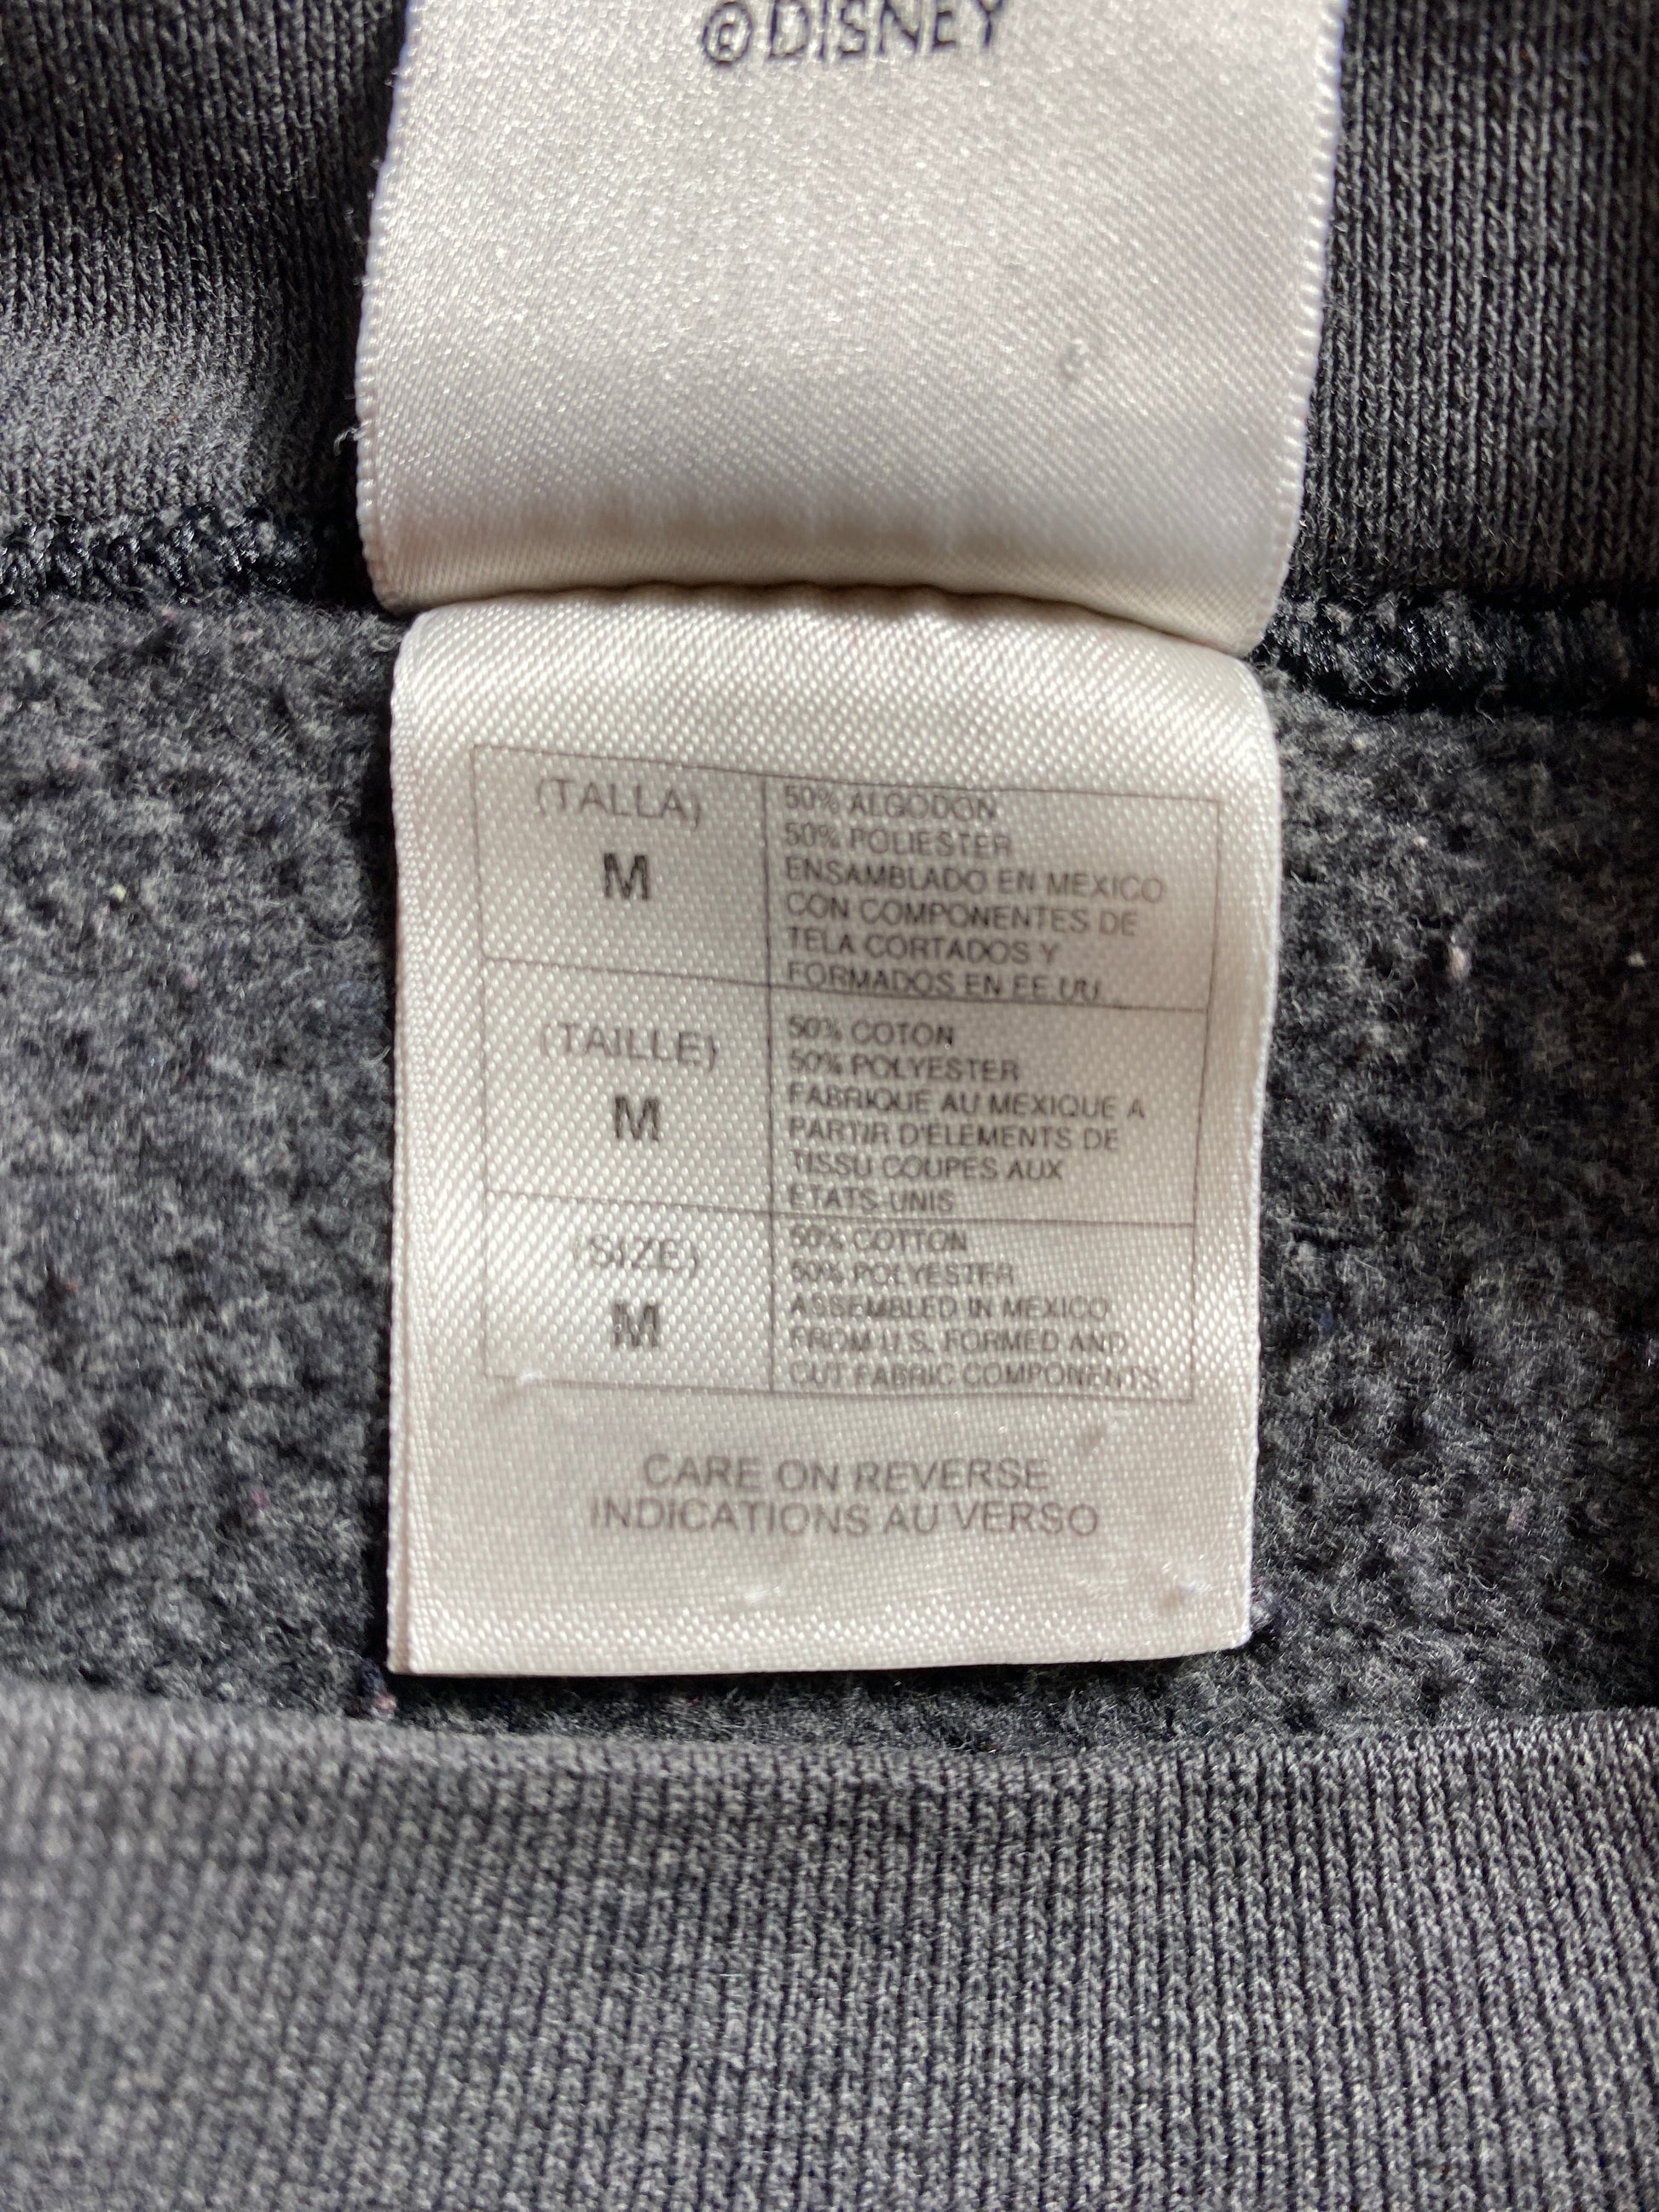 © DISNEY
(TALLA)
M
50% ALGODON
50% POLIESTER
ENSAMBLADO EN MEXICO
CON COMPONENTES DE
TELA CORTADOS Y
FORMADOS EN EE.UU.
(TAILLE)
M
50% COTON
50% POLYESTER
FABRIQUE AU MEXIQUE A
PARTIR D'ELEMENTS DE
TISSU COUPES AUX
ETATS-UNIS
(SIZE)
M
50% COTTON
50% POLYESTER
ASSEMBLED IN MEXICO
FROM U.S. FORMED AND
CUT FABRIC COMPONENTS
CARE ON REVERSE
INDICATIONS AU VERSO